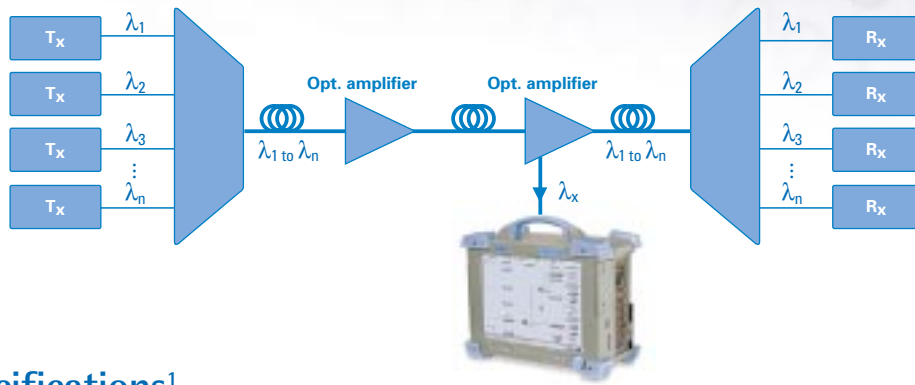 Tx
λ1
Rx
λ1
Tx
λ2
Rx
λ2
Opt. amplifier
Opt. amplifier
Tx
λ3
Rx
λ3
λ1 to λn
λ1 to λn
⋮
⋮
Tx
λn
Rx
λn
λx
cifications1